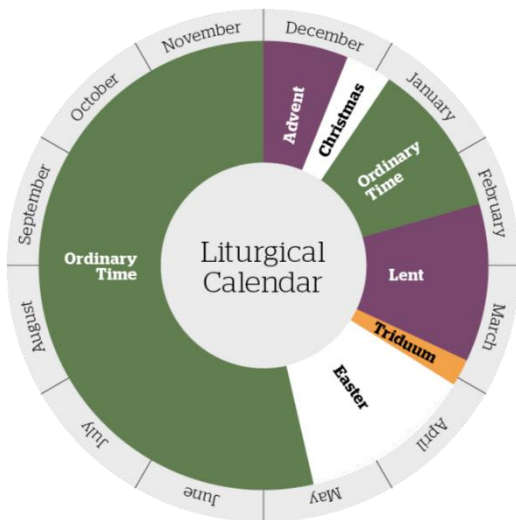 Liturgical
Calendar
December
January
February
March
April
May
June
July
August
September
October
November
Advent
Christmas
Ordinary
Time
Lent
Triduum
Easter
Ordinary
Time